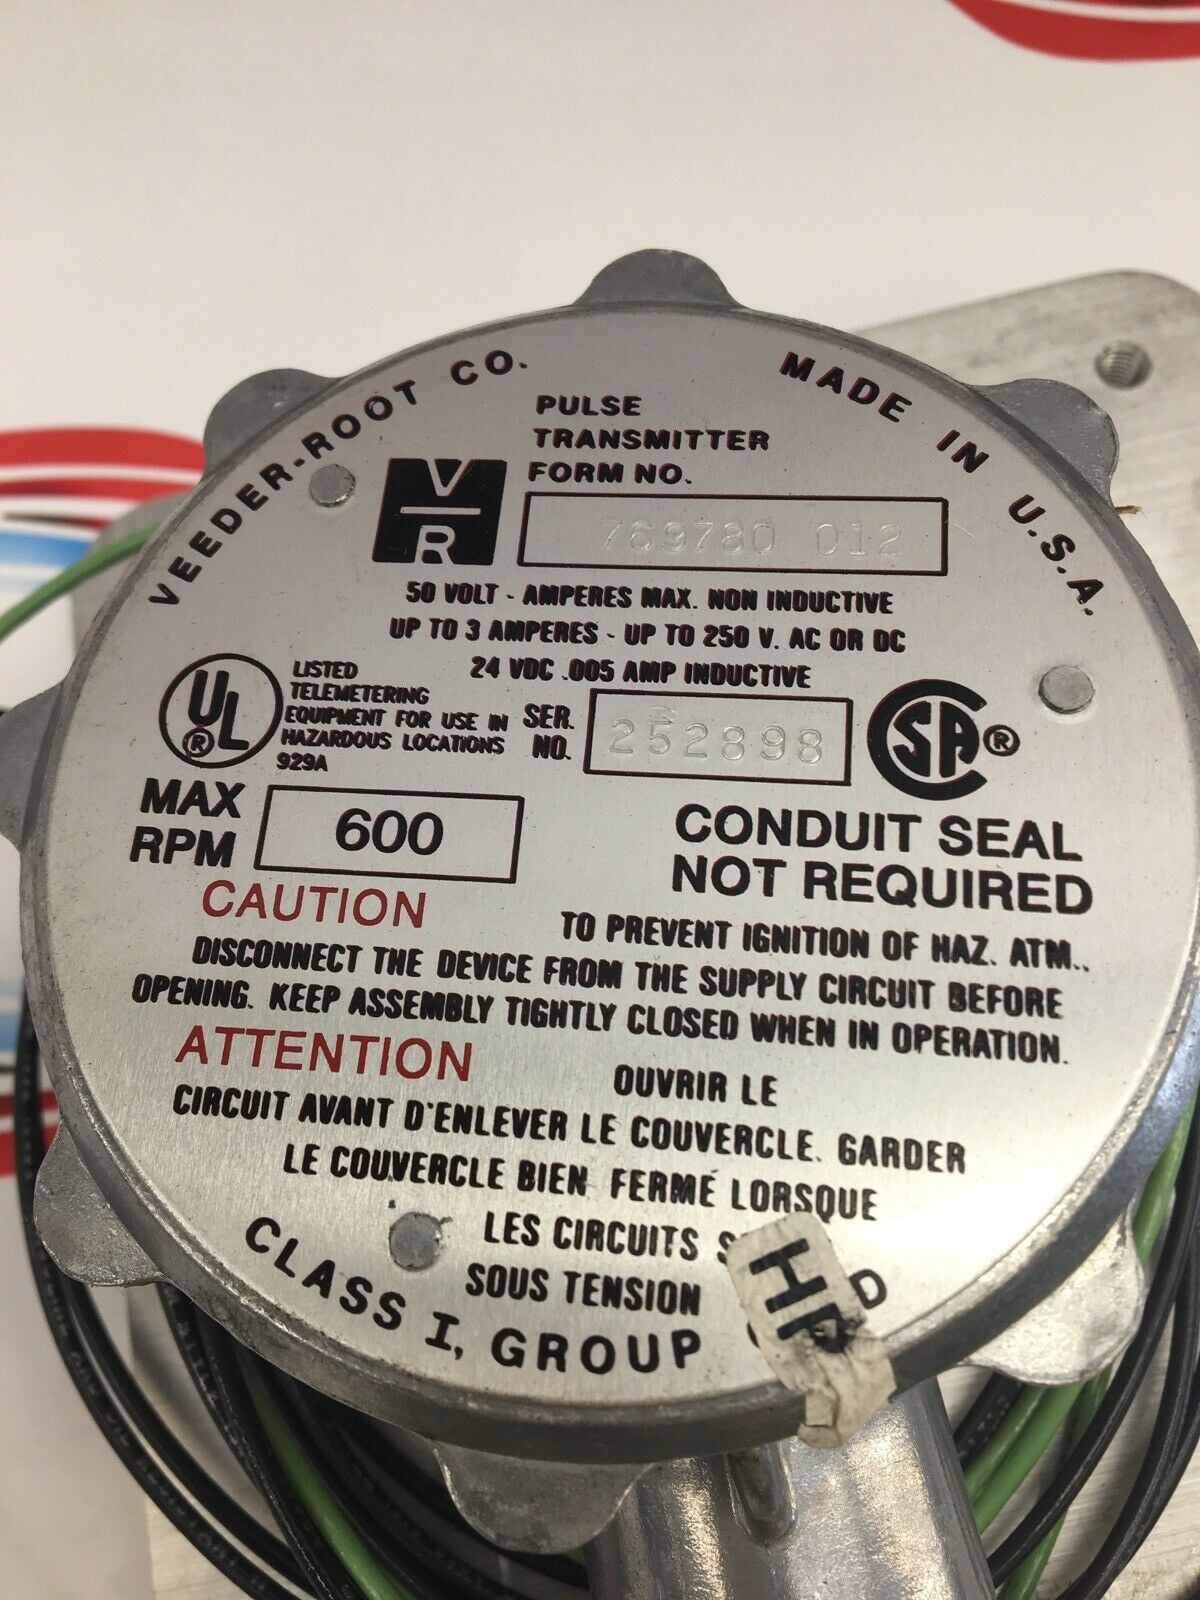 VEEDER-ROOT CO.
MADE IN U.S.A.
PULSE
TRANSMITTER
FORM NO.
V
R
769780 012
50 VOLT - AMPERES MAX. NON INDUCTIVE
UP TO 3 AMPERES - UP TO 250 V. AC OR DC
24 VDC .005 AMP INDUCTIVE
UL ®
LISTED
TELEMETERING
EQUIPMENT FOR USE IN
HAZARDOUS LOCATIONS
929A
SER.
NO.
252898
CSA ®
MAX
RPM
600
CONDUIT SEAL
NOT REQUIRED
CAUTION
TO PREVENT IGNITION OF HAZ. ATM..
DISCONNECT THE DEVICE FROM THE SUPPLY CIRCUIT BEFORE
OPENING. KEEP ASSEMBLY TIGHTLY CLOSED WHEN IN OPERATION.
ATTENTION
OUVRIR LE
CIRCUIT AVANT D'ENLEVER LE COUVERCLE. GARDER
LE COUVERCLE BIEN FERMÉ LORSQUE
LES CIRCUITS
SOUS TENSION
CLASS I, GROUP D